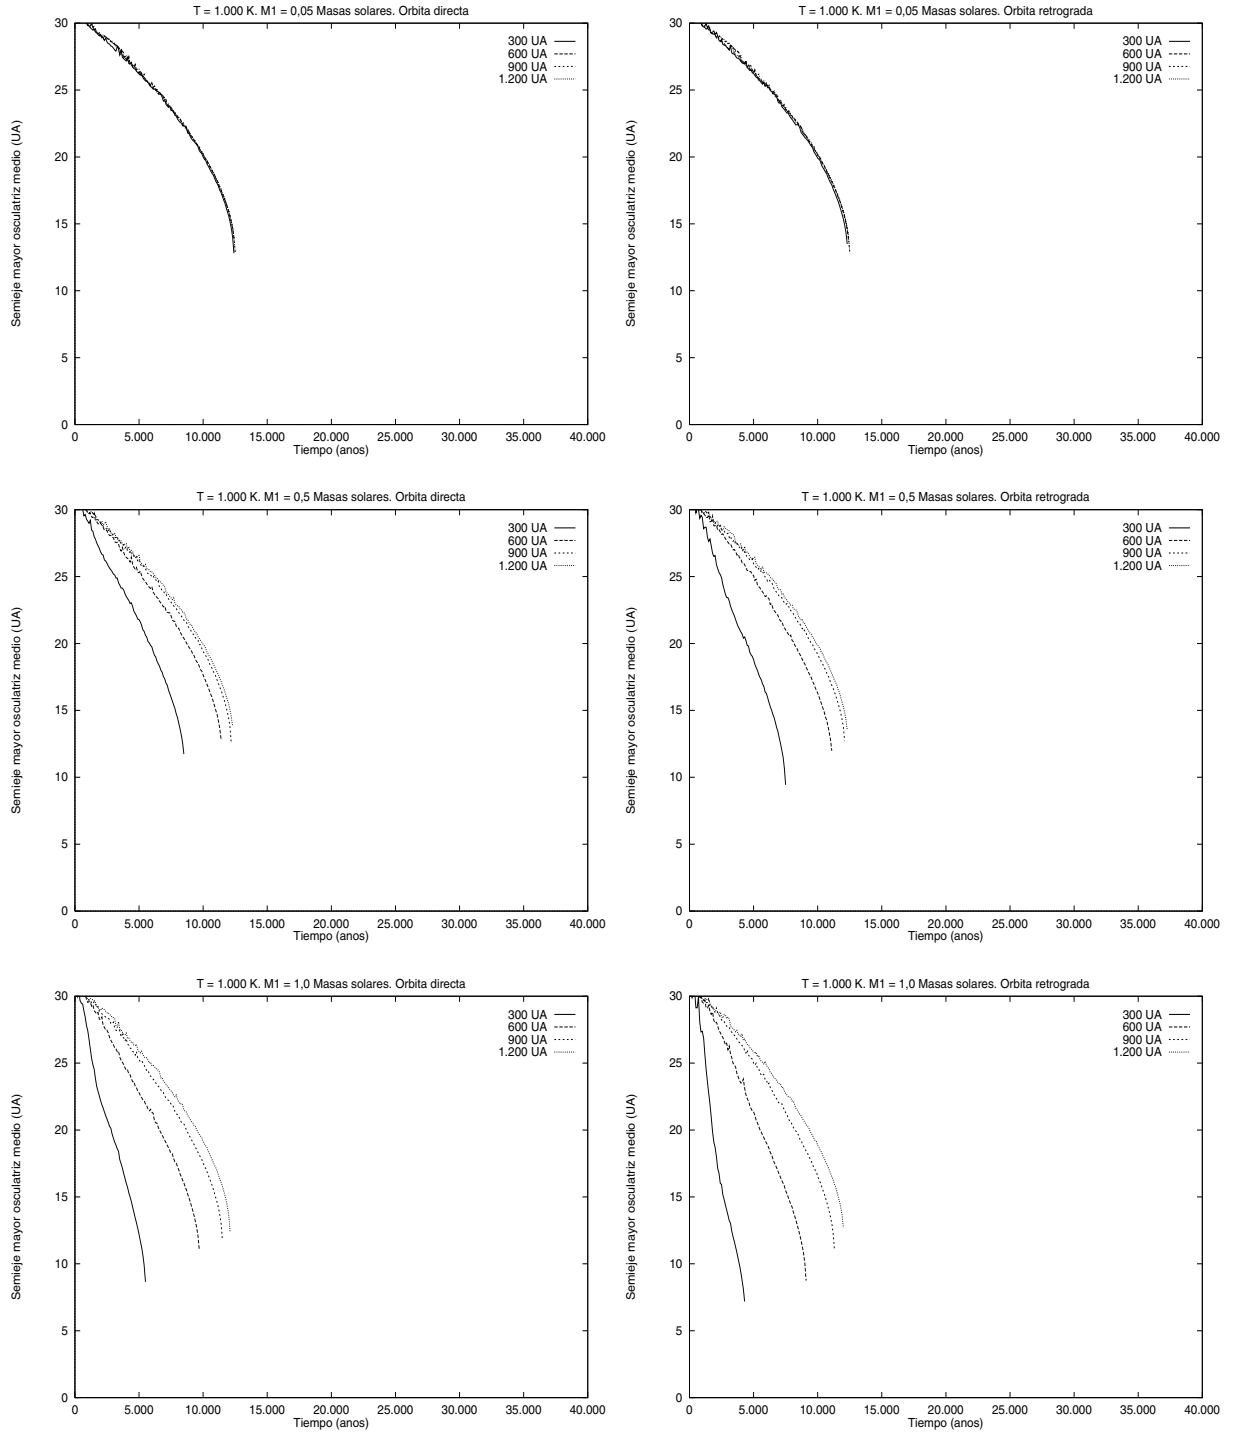 T = 1.000 K. M1 = 0,05 Masas solares. Orbita directa
30
25
20
15
10
5
0
Semieje mayor osculatriz medio (UA)
300 UA
600 UA
900 UA
1.200 UA
0 5.000 10.000 15.000 20.000 25.000 30.000 35.000 40.000
Tiempo (anos)
T = 1.000 K. M1 = 0,05 Masas solares. Orbita retrograda
30
25
20
15
10
5
0
Semieje mayor osculatriz medio (UA)
300 UA
600 UA
900 UA
1.200 UA
0 5.000 10.000 15.000 20.000 25.000 30.000 35.000 40.000
Tiempo (anos)
T = 1.000 K. M1 = 0,5 Masas solares. Orbita directa
30
25
20
15
10
5
0
Semieje mayor osculatriz medio (UA)
300 UA
600 UA
900 UA
1.200 UA
0 5.000 10.000 15.000 20.000 25.000 30.000 35.000 40.000
Tiempo (anos)
T = 1.000 K. M1 = 0,5 Masas solares. Orbita retrograda
30
25
20
15
10
5
0
Semieje mayor osculatriz medio (UA)
300 UA
600 UA
900 UA
1.200 UA
0 5.000 10.000 15.000 20.000 25.000 30.000 35.000 40.000
Tiempo (anos)
T = 1.000 K. M1 = 1,0 Masas solares. Orbita directa
30
25
20
15
10
5
0
Semieje mayor osculatriz medio (UA)
300 UA
600 UA
900 UA
1.200 UA
0 5.000 10.000 15.000 20.000 25.000 30.000 35.000 40.000
Tiempo (anos)
T = 1.000 K. M1 = 1,0 Masas solares. Orbita retrograda
30
25
20
15
10
5
0
Semieje mayor osculatriz medio (UA)
300 UA
600 UA
900 UA
1.200 UA
0 5.000 10.000 15.000 20.000 25.000 30.000 35.000 40.000
Tiempo (anos)